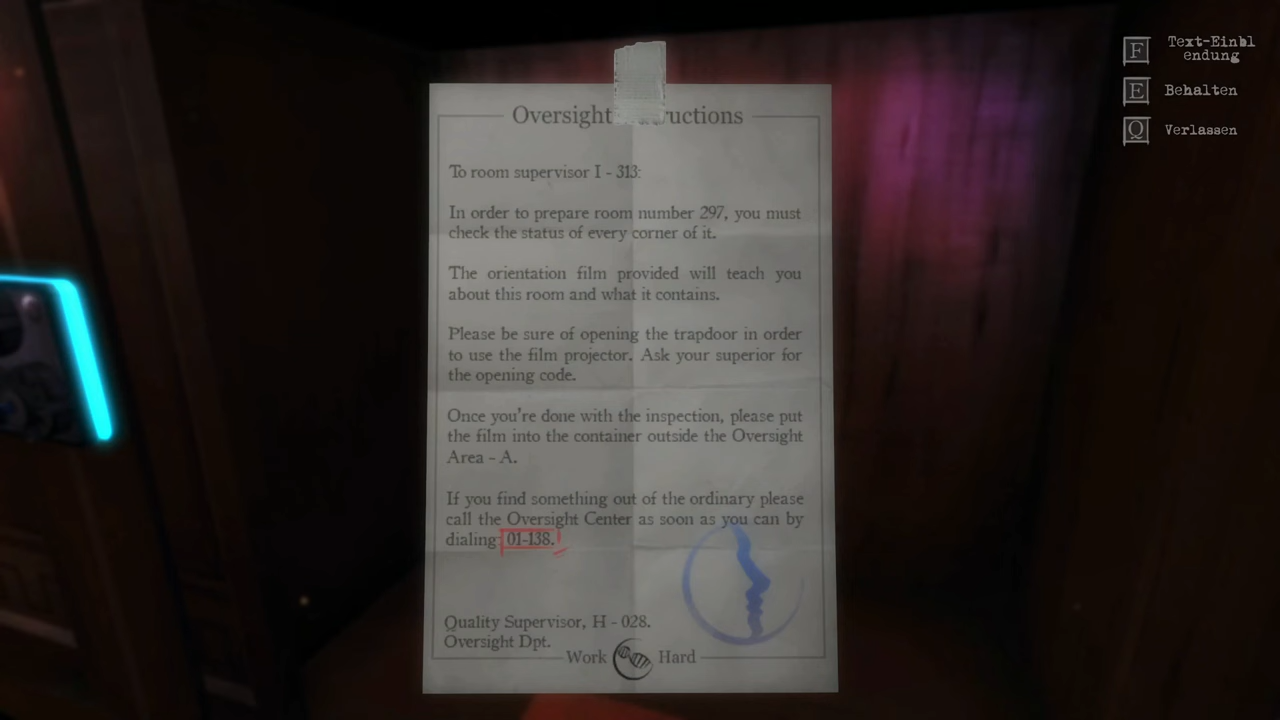 Oversight ructions
To room supervisor I - 313:
In order to prepare room number 297, you must
check the status of every corner of it.
The orientation film provided will teach you
about this room and what it contains.
Please be sure of opening the trapdoor in order
to use the film projector. Ask your superior for
the opening code.
Once you're done with the inspection, please put
the film into the container outside the Oversight
Area - A.
If you find something out of the ordinary please
call the Oversight Center as soon as you can by
dialing: 01-138.
Quality Supervisor, H - 028.
Oversight Dpt.
Work Hard
F Text-Einbl
endung
E Behalten
Q Verlassen